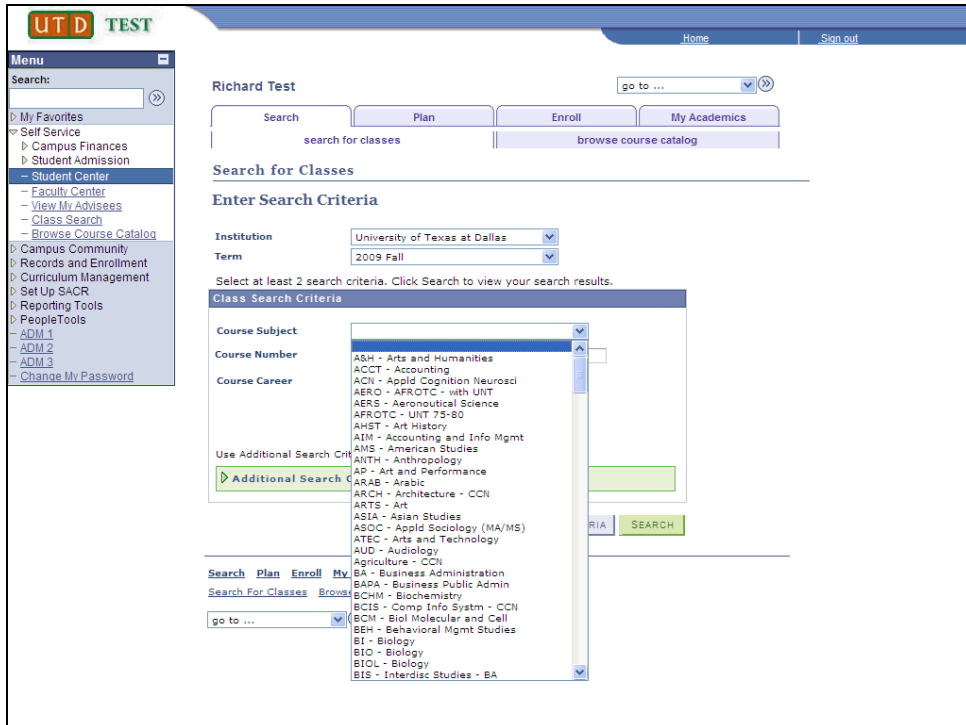 UTD TEST
Home Sign out
Menu
Search:
My Favorites
Self Service
Campus Finances
Student Admission
– Student Center
– Faculty Center
– View My Advisees
– Class Search
– Browse Course Catalog
Campus Community
Records and Enrollment
Curriculum Management
Set Up SACR
Reporting Tools
PeopleTools
– ADM 1
– ADM 2
– ADM 3
– Change My Password
Richard Test
go to ...
Search Plan Enroll My Academics
search for classes browse course catalog
Search for Classes
Enter Search Criteria
Institution University of Texas at Dallas
Term 2009 Fall
Select at least 2 search criteria. Click Search to view your search results.
Class Search Criteria
Course Subject
Course Number
Course Career
A&H - Arts and Humanities
ACCT - Accounting
ACN - Appld Cognition Neurosci
AERO - AFROTC - with UNT
AERS - Aeronoutical Science
AFROTC - UNT 75-80
AHST - Art History
AIM - Accounting and Info Mgmt
AMS - American Studies
ANTH - Anthropology
AP - Art and Performance
ARAB - Arabic
ARCH - Architecture - CCN
ARTS - Art
ASIA - Asian Studies
ASOC - Appld Sociology (MA/MS)
ATEC - Arts and Technology
AUD - Audiology
Agriculture - CCN
BA - Business Administration
BAPA - Business Public Admin
BCHM - Biochemistry
BCIS - Comp Info Systm - CCN
BCM - Biol Molecular and Cell
BEH - Behavioral Mgmt Studies
BI - Biology
BIO - Biology
BIOL - Biology
BIS - Interdisc Studies - BA
Use Additional Search Crit
Additional Search C
RIA SEARCH
Search Plan Enroll My
Search For Classes Brows
go to ...